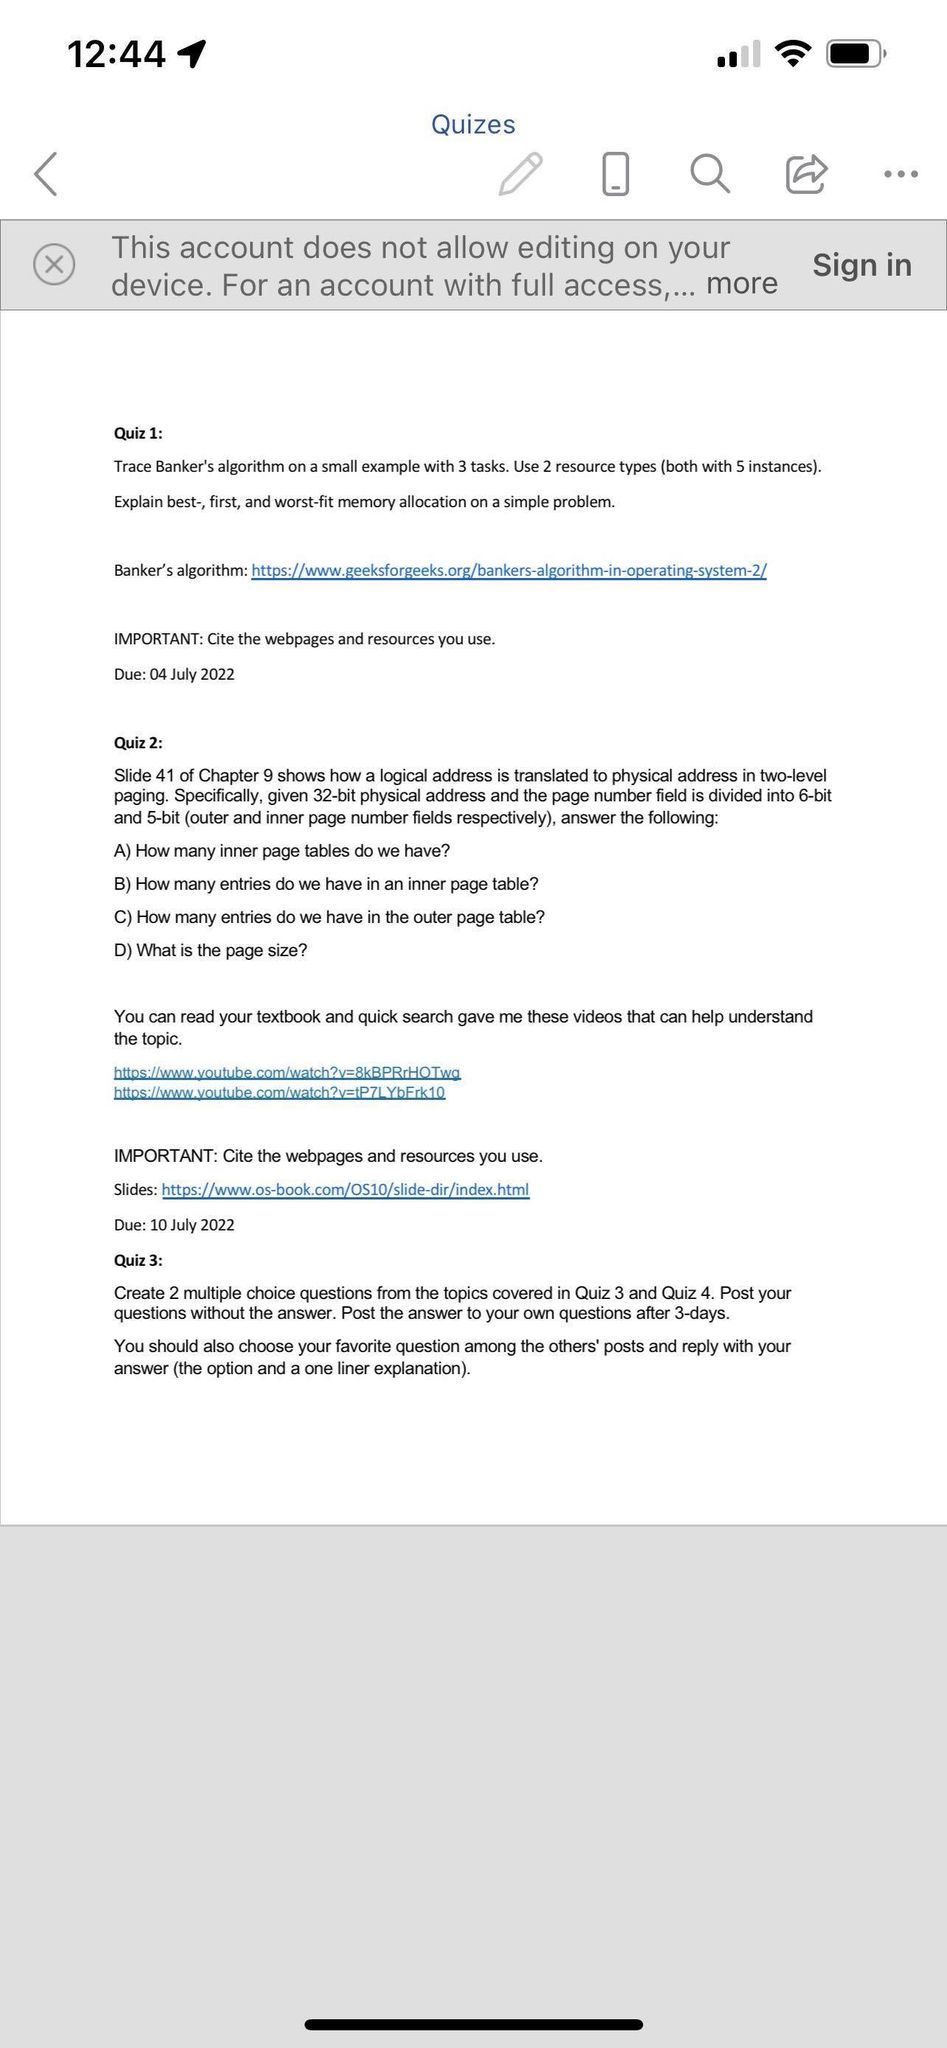 12:44
Quizes
This account does not allow editing on your
device. For an account with full access,... more
Sign in
Quiz 1:
Trace Banker's algorithm on a small example with 3 tasks. Use 2 resource types (both with 5 instances).
Explain best-, first, and worst-fit memory allocation on a simple problem.
Banker's algorithm: https://www.geeksforgeeks.org/bankers-algorithm-in-operating-system-2/
IMPORTANT: Cite the webpages and resources you use.
Due: 04 July 2022
Quiz 2:
Slide 41 of Chapter 9 shows how a logical address is translated to physical address in two-level
paging. Specifically, given 32-bit physical address and the page number field is divided into 6-bit
and 5-bit (outer and inner page number fields respectively), answer the following:
A) How many inner page tables do we have?
B) How many entries do we have in an inner page table?
C) How many entries do we have in the outer page table?
D) What is the page size?
You can read your textbook and quick search gave me these videos that can help understand
the topic.
https://www.youtube.com/watch?v=8kBPRrHOTwg
https://www.youtube.com/watch?v=tP7LYbFrk10
IMPORTANT: Cite the webpages and resources you use.
Slides: https://www.os-book.com/OS10/slide-dir/index.html
Due: 10 July 2022
Quiz 3:
Create 2 multiple choice questions from the topics covered in Quiz 3 and Quiz 4. Post your
questions without the answer. Post the answer to your own questions after 3-days.
You should also choose your favorite question among the others' posts and reply with your
answer (the option and a one liner explanation).